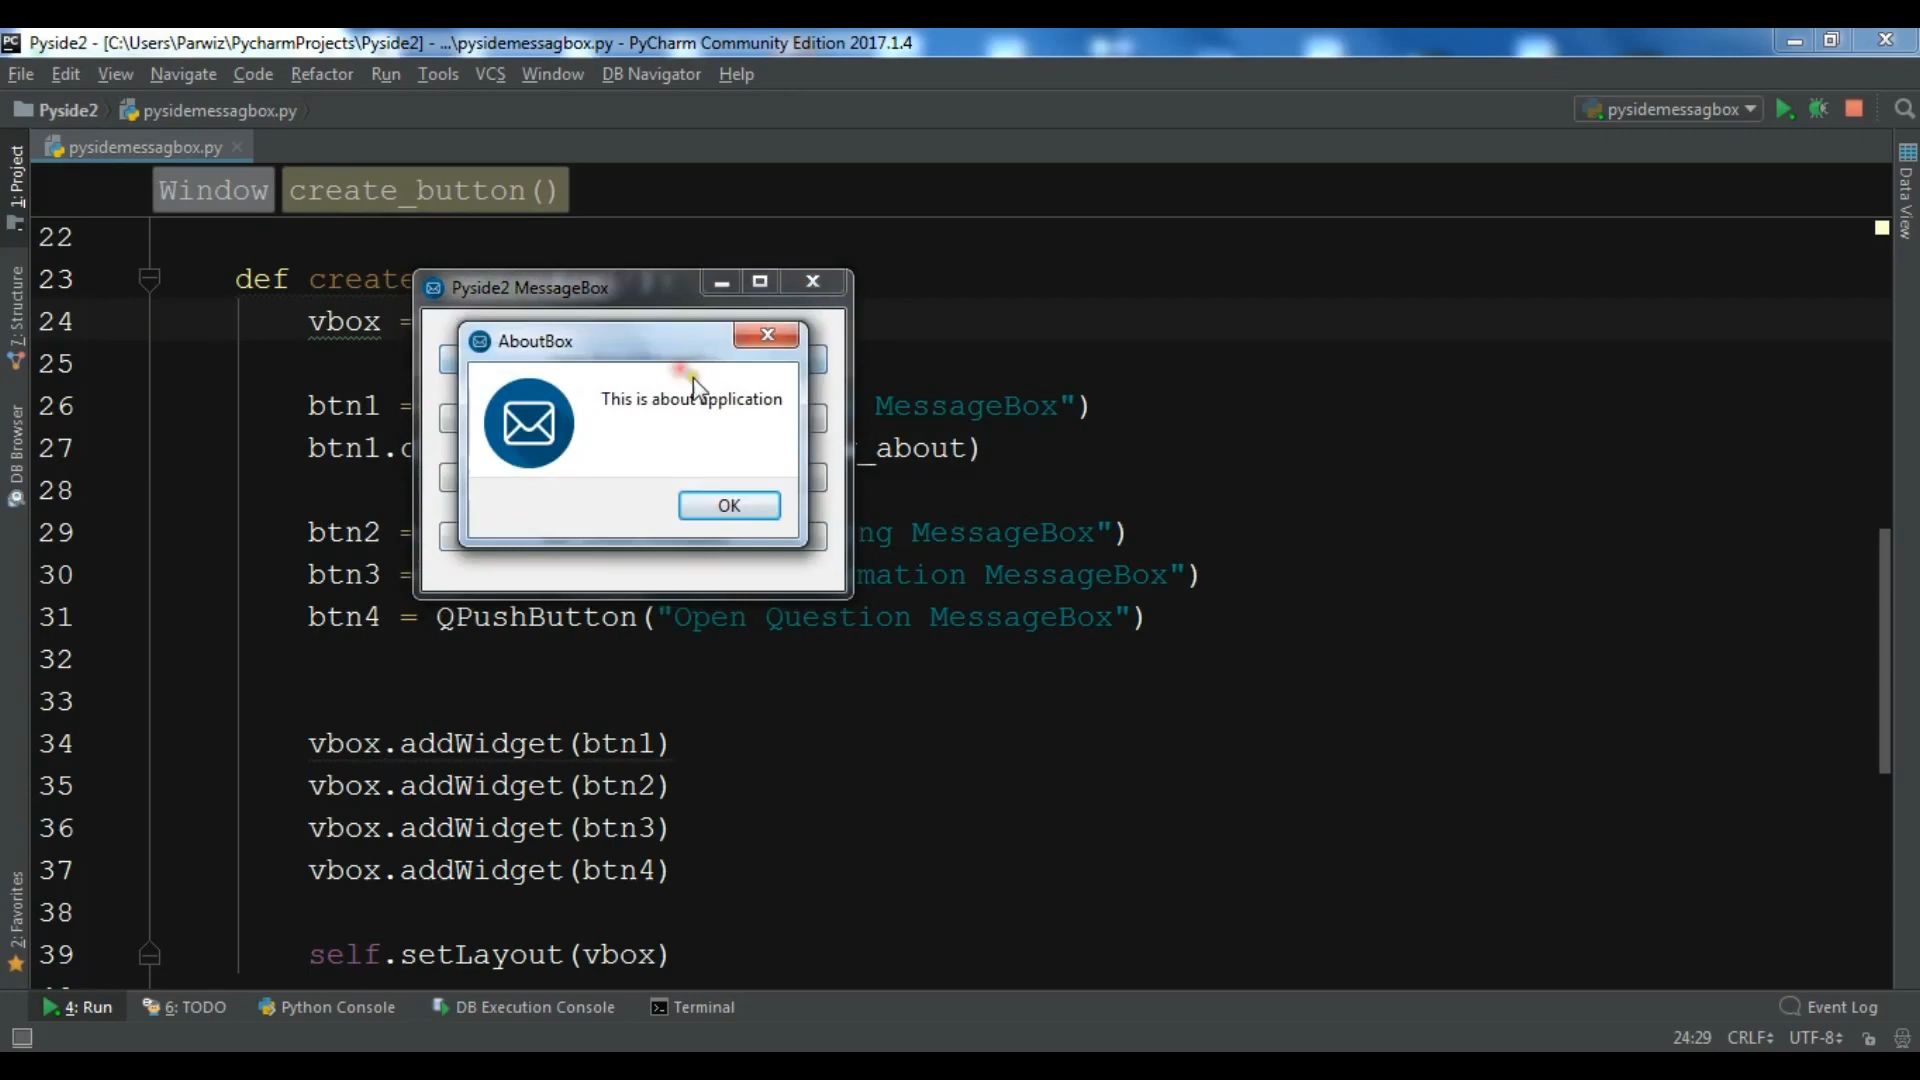 Pyside2 - [C:\Users\Parwiz\PycharmProjects\Pyside2] - ...\pysidemessagbox.py - PyCharm Community Edition 2017.1.4
File Edit View Navigate Code Refactor Run Tools VCS Window DB Navigator Help
Pyside2 pysidemessagbox.py pysidemessagbox
pysidemessagbox.py
Window create_button()
1: Project
7: Structure
DB Browser
2: Favorites
Data View
22
23 def create
24 vbox =
25
26 btn1 = MessageBox")
27 btn1.c _about)
28
29 btn2 = ng MessageBox")
30 btn3 = mation MessageBox")
31 btn4 = QPushButton("Open Question MessageBox")
32
33
34 vbox.addWidget(btn1)
35 vbox.addWidget(btn2)
36 vbox.addWidget(btn3)
37 vbox.addWidget(btn4)
38
39 self.setLayout(vbox)
Pyside2 MessageBox
AboutBox
This is about application
OK
4: Run 6: TODO Python Console DB Execution Console Terminal Event Log
24:29 CRLF UTF-8